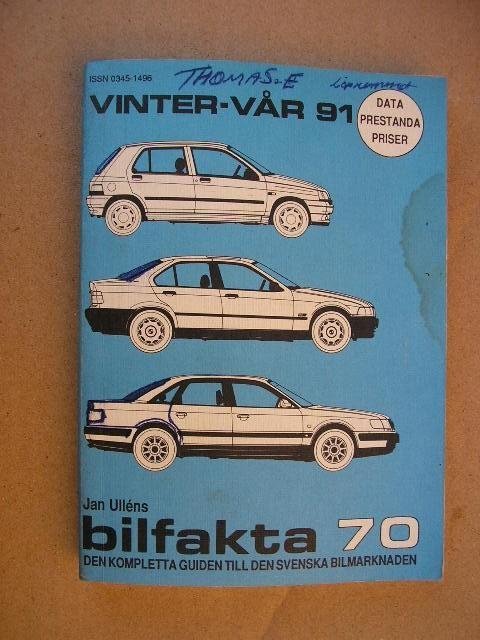 ISSN 0345-1496
THOMAS.E
VINTER-VÅR 91
DATA
PRESTANDA
PRISER
Jan Ulléns
bilfakta 70
DEN KOMPLETTA GUIDEN TILL DEN SVENSKA BILMARKNADEN